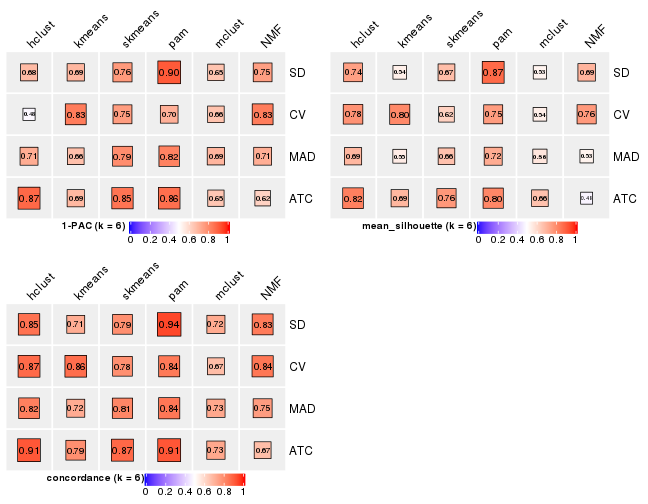 hclust kmeans skmeans pam mclust NMF
0.68 0.69 0.76 0.90 0.65 0.75 SD
0.83 0.75 0.70 0.66 0.83 CV
0.71 0.66 0.79 0.82 0.69 0.71 MAD
0.87 0.69 0.85 0.86 0.65 0.62 ATC
1-PAC (k = 6)
0 0.2 0.4 0.6 0.8 1
hclust kmeans skmeans pam mclust NMF
0.74 0.54 0.67 0.87 0.53 0.69 SD
0.78 0.80 0.62 0.75 0.54 0.76 CV
0.69 0.55 0.66 0.72 0.56 0.53 MAD
0.82 0.69 0.76 0.80 0.66 ATC
mean_silhouette (k = 6)
0 0.2 0.4 0.6 0.8 1
hclust kmeans skmeans pam mclust NMF
0.85 0.71 0.79 0.94 0.72 0.83 SD
0.87 0.86 0.78 0.84 0.67 0.84 CV
0.82 0.72 0.81 0.84 0.73 0.75 MAD
0.91 0.79 0.87 0.91 0.73 0.67 ATC
concordance (k = 6)
0 0.2 0.4 0.6 0.8 1